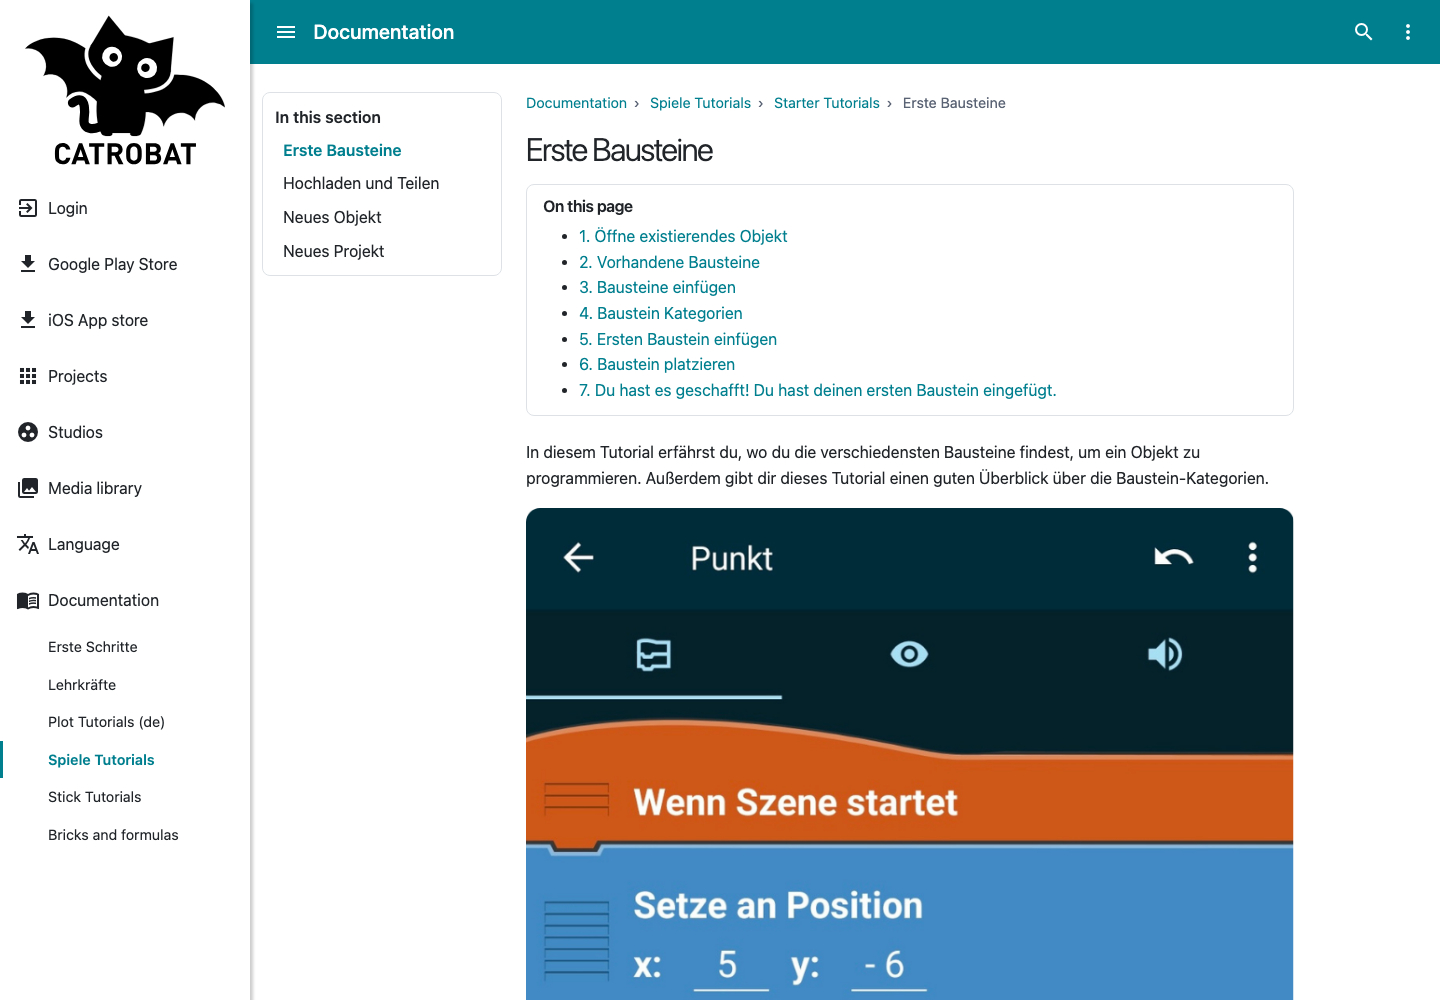 CATROBAT
Login
Google Play Store
iOS App store
Projects
Studios
Media library
Language
Documentation
Erste Schritte
Lehrkräfte
Plot Tutorials (de)
Spiele Tutorials
Stick Tutorials
Bricks and formulas
Documentation
In this section
Erste Bausteine
Hochladen und Teilen
Neues Objekt
Neues Projekt
Documentation › Spiele Tutorials › Starter Tutorials › Erste Bausteine
Erste Bausteine
On this page
1. Öffne existierendes Objekt
2. Vorhandene Bausteine
3. Bausteine einfügen
4. Baustein Kategorien
5. Ersten Baustein einfügen
6. Baustein platzieren
7. Du hast es geschafft! Du hast deinen ersten Baustein eingefügt.
In diesem Tutorial erfährst du, wo du die verschiedensten Bausteine findest, um ein Objekt zu
programmieren. Außerdem gibt dir dieses Tutorial einen guten Überblick über die Baustein-Kategorien.
Punkt
Wenn Szene startet
Setze an Position
x: 5 y: - 6